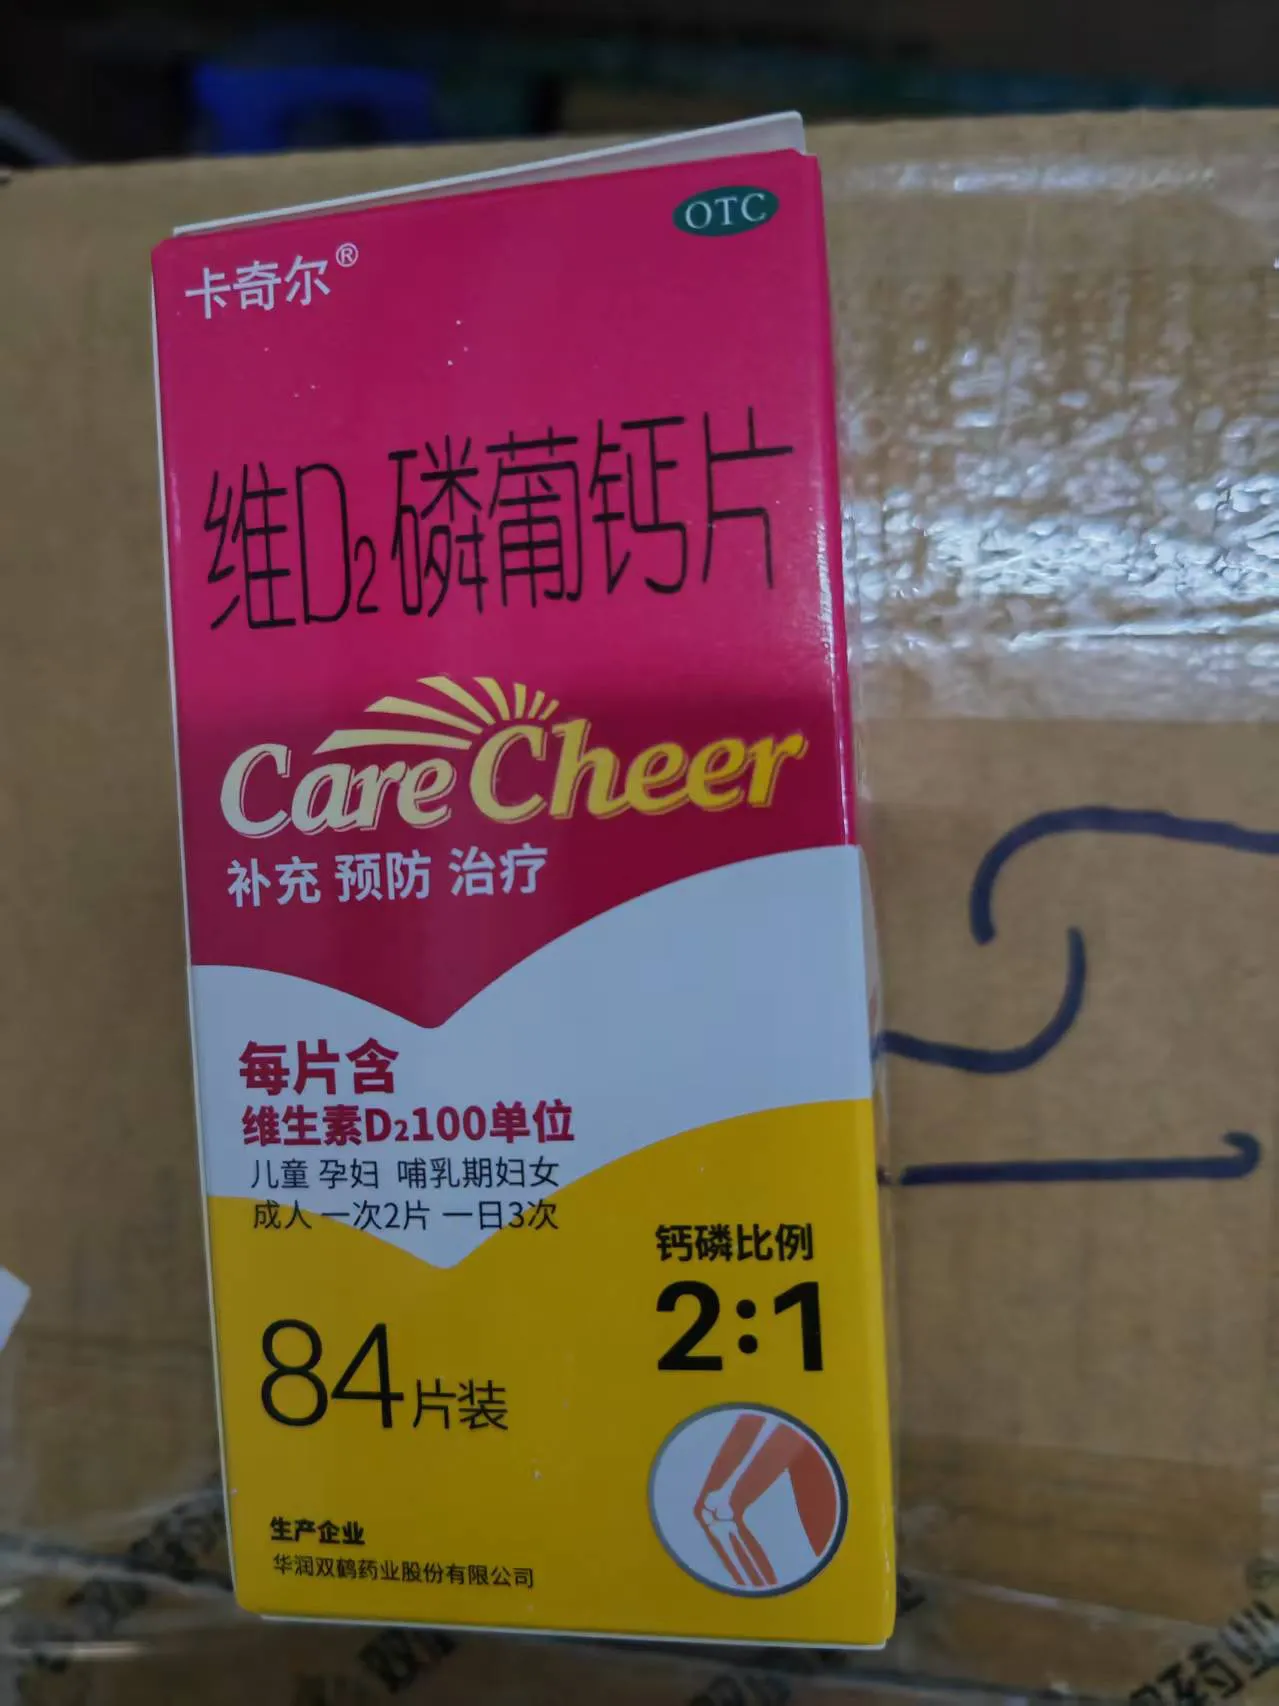 OTC
卡奇尔®
维D₂磷葡钙片
Care Cheer
补充 预防 治疗
每片含
维生素D₂100单位
儿童 孕妇 哺乳期妇女
成人 一次2片 一日3次
钙磷比例
2:1
84片装
生产企业
华润双鹤药业股份有限公司